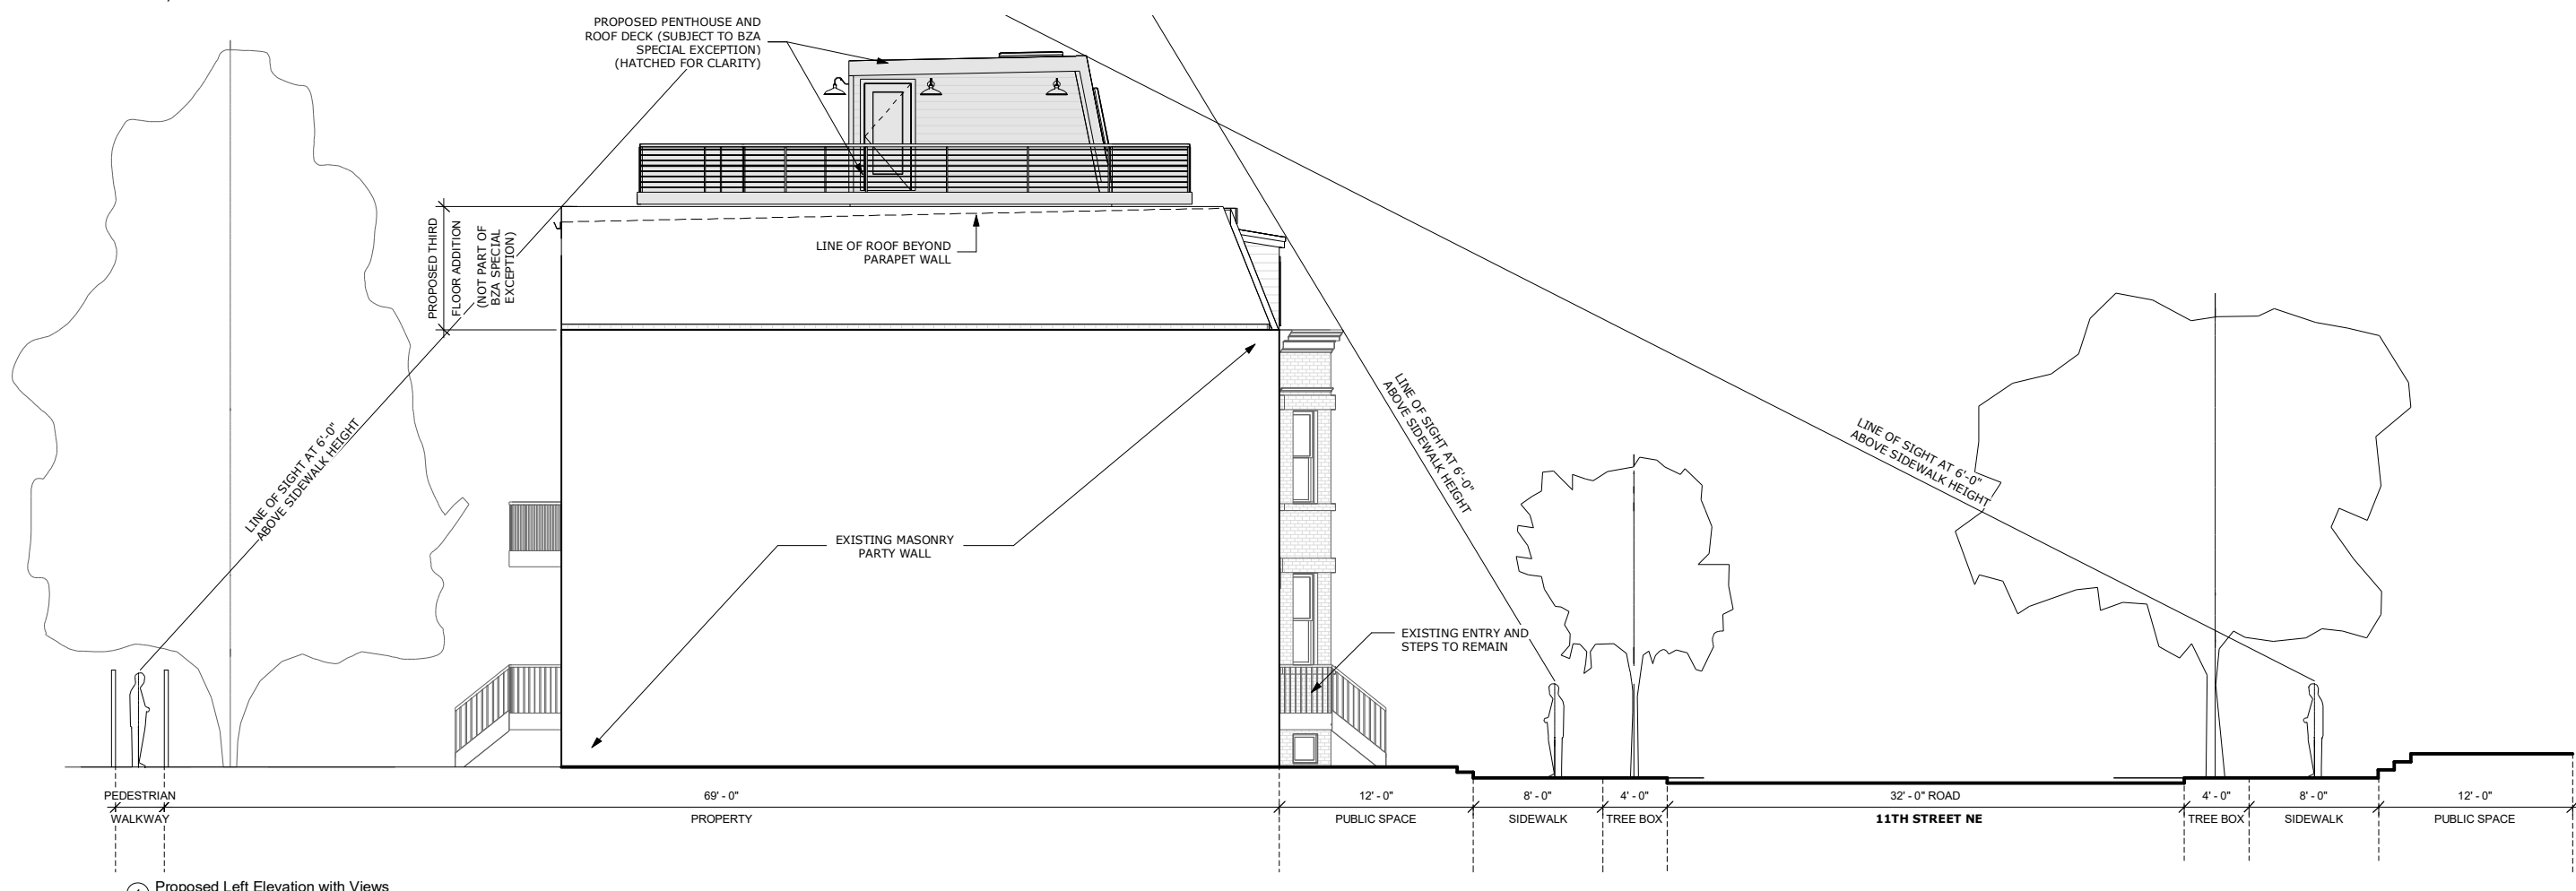 PROPOSED PENTHOUSE AND
ROOF DECK (SUBJECT TO BZA
SPECIAL EXCEPTION)
(HATCHED FOR CLARITY)
PROPOSED THIRD
FLOOR ADDITION
(NOT PART OF
BZA SPECIAL
EXCEPTION)
LINE OF ROOF BEYOND
PARAPET WALL
LINE OF SIGHT AT 6'-0"
ABOVE SIDEWALK HEIGHT
LINE OF SIGHT AT 6'-0"
ABOVE SIDEWALK HEIGHT
LINE OF SIGHT AT 6'-0"
ABOVE SIDEWALK HEIGHT
EXISTING MASONRY
PARTY WALL
EXISTING ENTRY AND
STEPS TO REMAIN
PEDESTRIAN
WALKWAY
69' - 0"
PROPERTY
12' - 0"
PUBLIC SPACE
8' - 0"
SIDEWALK
4' - 0"
TREE BOX
32' - 0" ROAD
11TH STREET NE
4' - 0"
TREE BOX
8' - 0"
SIDEWALK
12' - 0"
PUBLIC SPACE
Proposed Left Elevation with Views